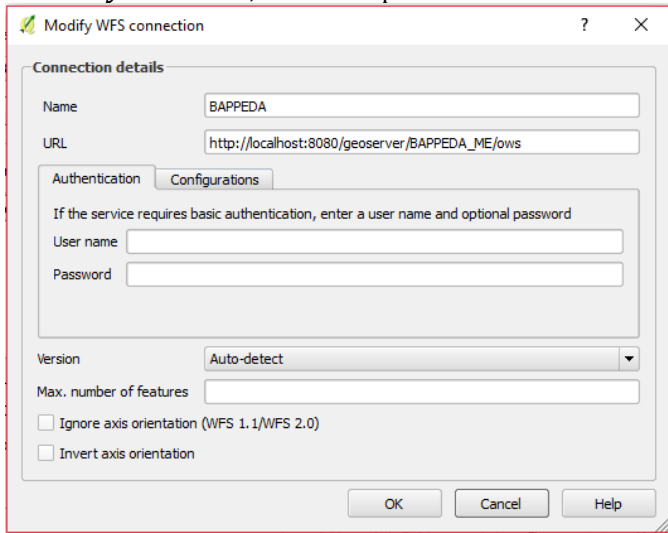 Modify WFS connection
Connection details
Name BAPPEDA
URL http://localhost:8080/geoserver/BAPPEDA_ME/ows
Authentication Configurations
If the service requires basic authentication, enter a user name and optional password
User name
Password
Version Auto-detect
Max. number of features
Ignore axis orientation (WFS 1.1/WFS 2.0)
Invert axis orientation
OK Cancel Help